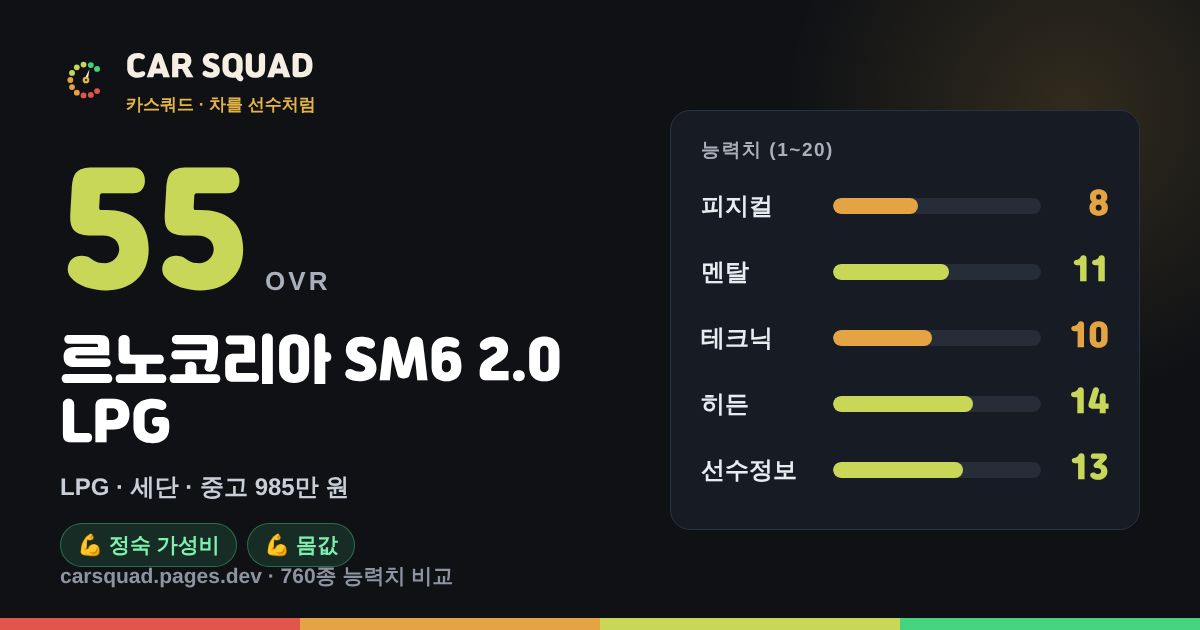 CAR SQUAD
카스쿼드 · 차를 선수처럼
55 OVR
르노코리아 SM6 2.0
LPG
LPG · 세단 · 중고 985만 원
💪 정숙 가성비 💪 몸값
carsquad.pages.dev · 760종 능력치 비교
능력치 (1~20)
피지컬 8
멘탈 11
테크닉 10
히든 14
선수정보 13